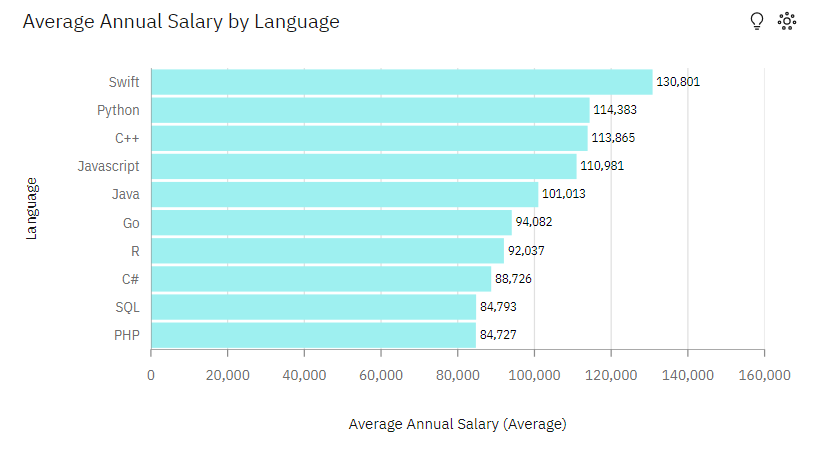 Average Annual Salary by Language
Language
Swift 130,801
Python 114,383
C++ 113,865
Javascript 110,981
Java 101,013
Go 94,082
R 92,037
C# 88,726
SQL 84,793
PHP 84,727
0 20,000 40,000 60,000 80,000 100,000 120,000 140,000 160,000
Average Annual Salary (Average)